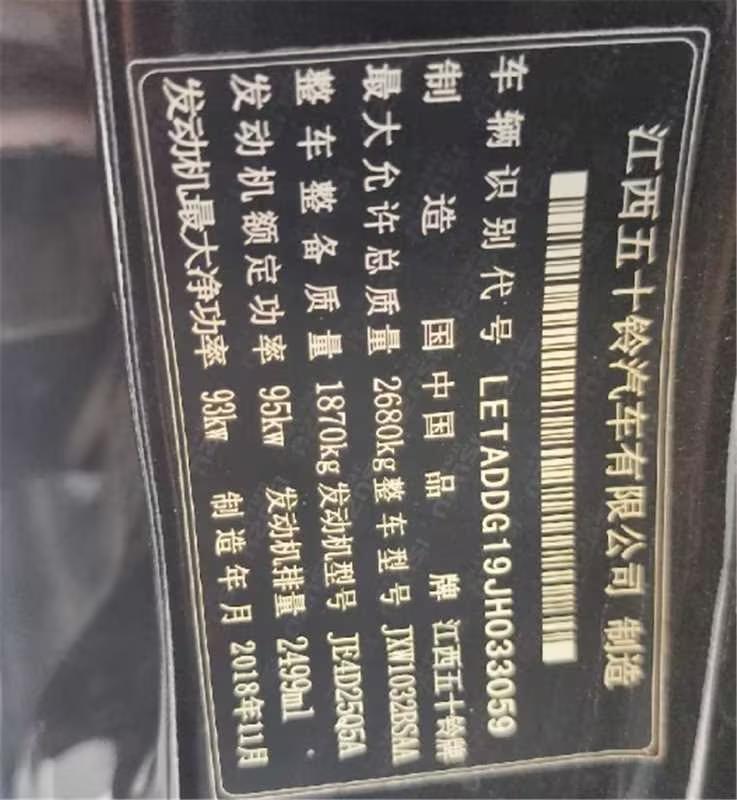 江西五十铃汽车有限公司 制造
车辆识别代号 LETADDG19JH033059
制造国 中国 品牌 江西五十铃牌
最大允许总质量 2680kg 整车型号 JXW1032BSAA
整车整备质量 1870kg 发动机型号 JE4D25Q5A
发动机额定功率 95kw 发动机排量 2499ml
发动机最大净功率 93kw 制造年月 2018年11月